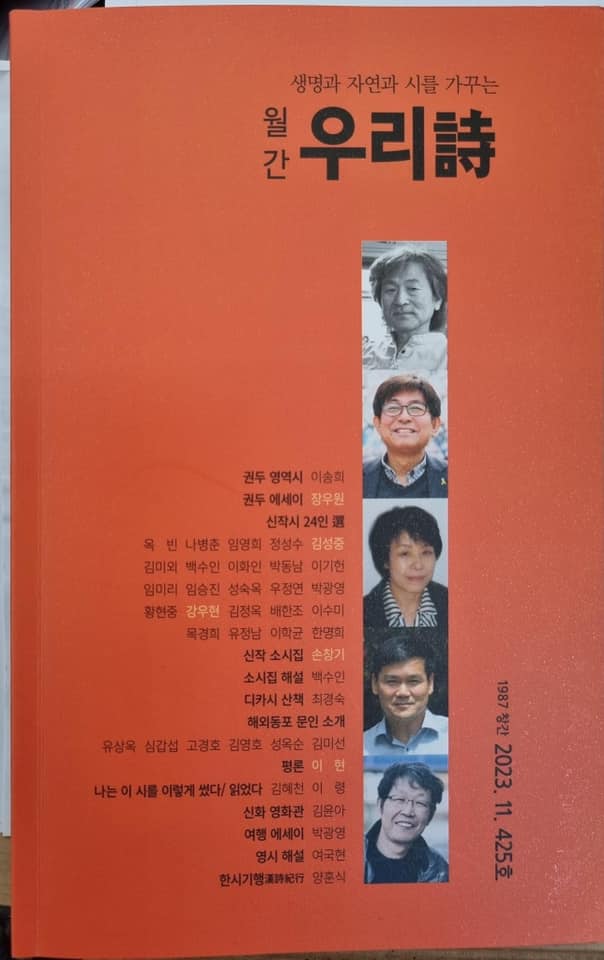 생명과 자연과 시를 가꾸는
월간 우리詩
권두 영역시 이송희
권두 에세이 장우원
신작시 24인 選
옥 빈 나병춘 임영희 정성수 김성중
김미외 백수인 이화인 박동남 이기헌
임미리 임승진 성숙옥 우정연 박광영
황현중 강우현 김정옥 배한조 이수미
목경희 유정남 이학균 한명희
신작 소시집 손창기
소시집 해설 백수인
디카시 산책 최경숙
해외동포 문인 소개
유상옥 심갑섭 고경호 김영호 성옥순 김미선
평론 이 현
나는 이 시를 이렇게 썼다/ 읽었다 김혜천 이 령
신화 영화관 김윤아
여행 에세이 박광영
영시 해설 여국현
한시기행漢詩紀行 양훈식
1987 창간 2023. 11. 425호